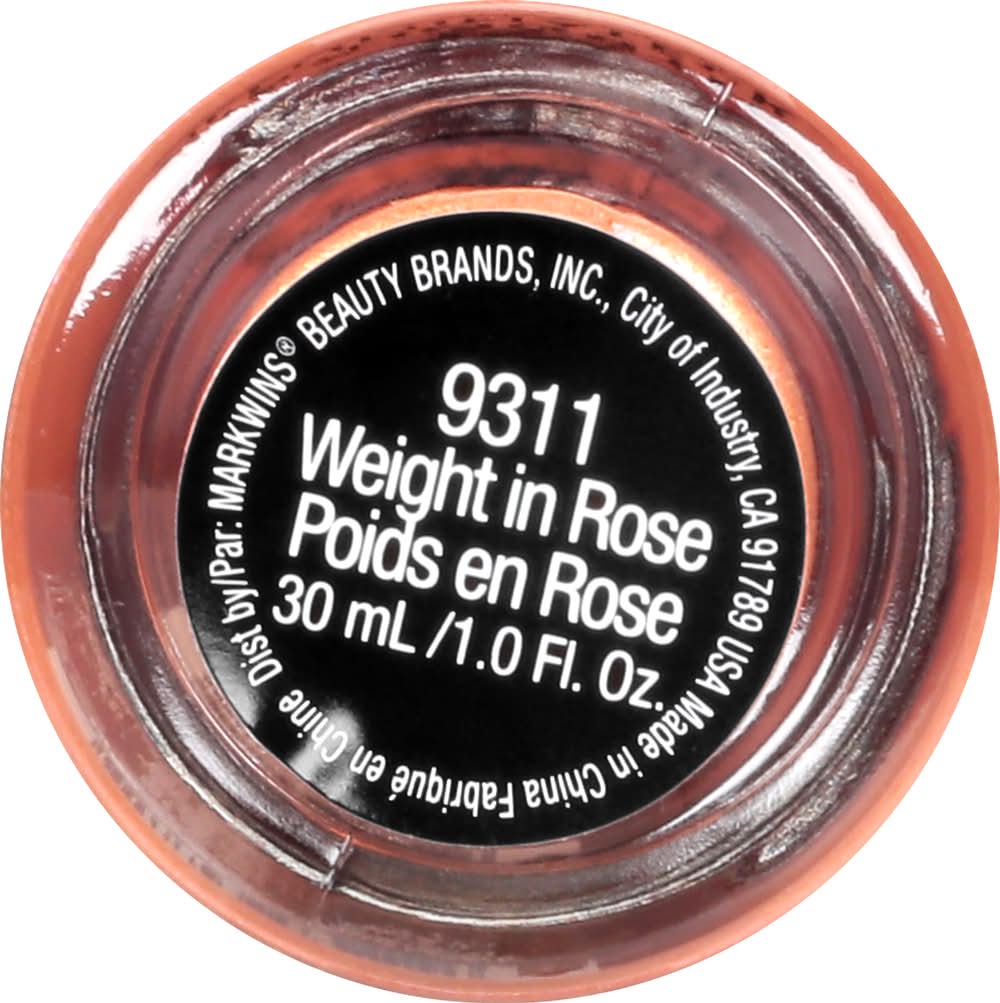 Dist by/Par: MARKWINS® BEAUTY BRANDS, INC., City of Industry, CA 91789 USA Made in China Fabriqué en Chine
9311
Weight in Rose
Poids en Rose
30 mL /1.0 Fl. Oz.